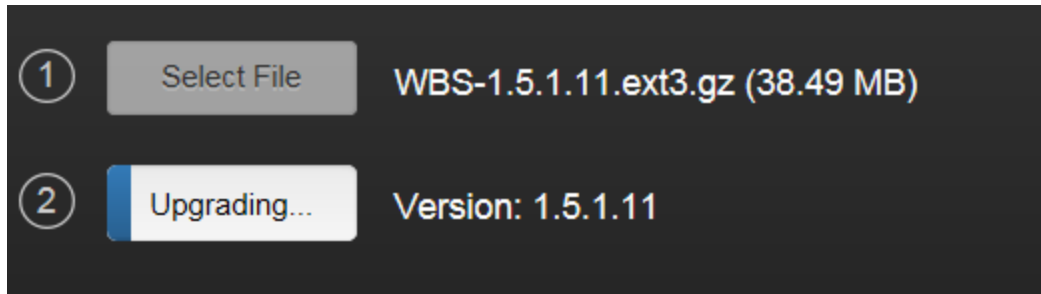 1 Select File WBS-1.5.1.11.ext3.gz (38.49 MB)
2 Upgrading... Version: 1.5.1.11